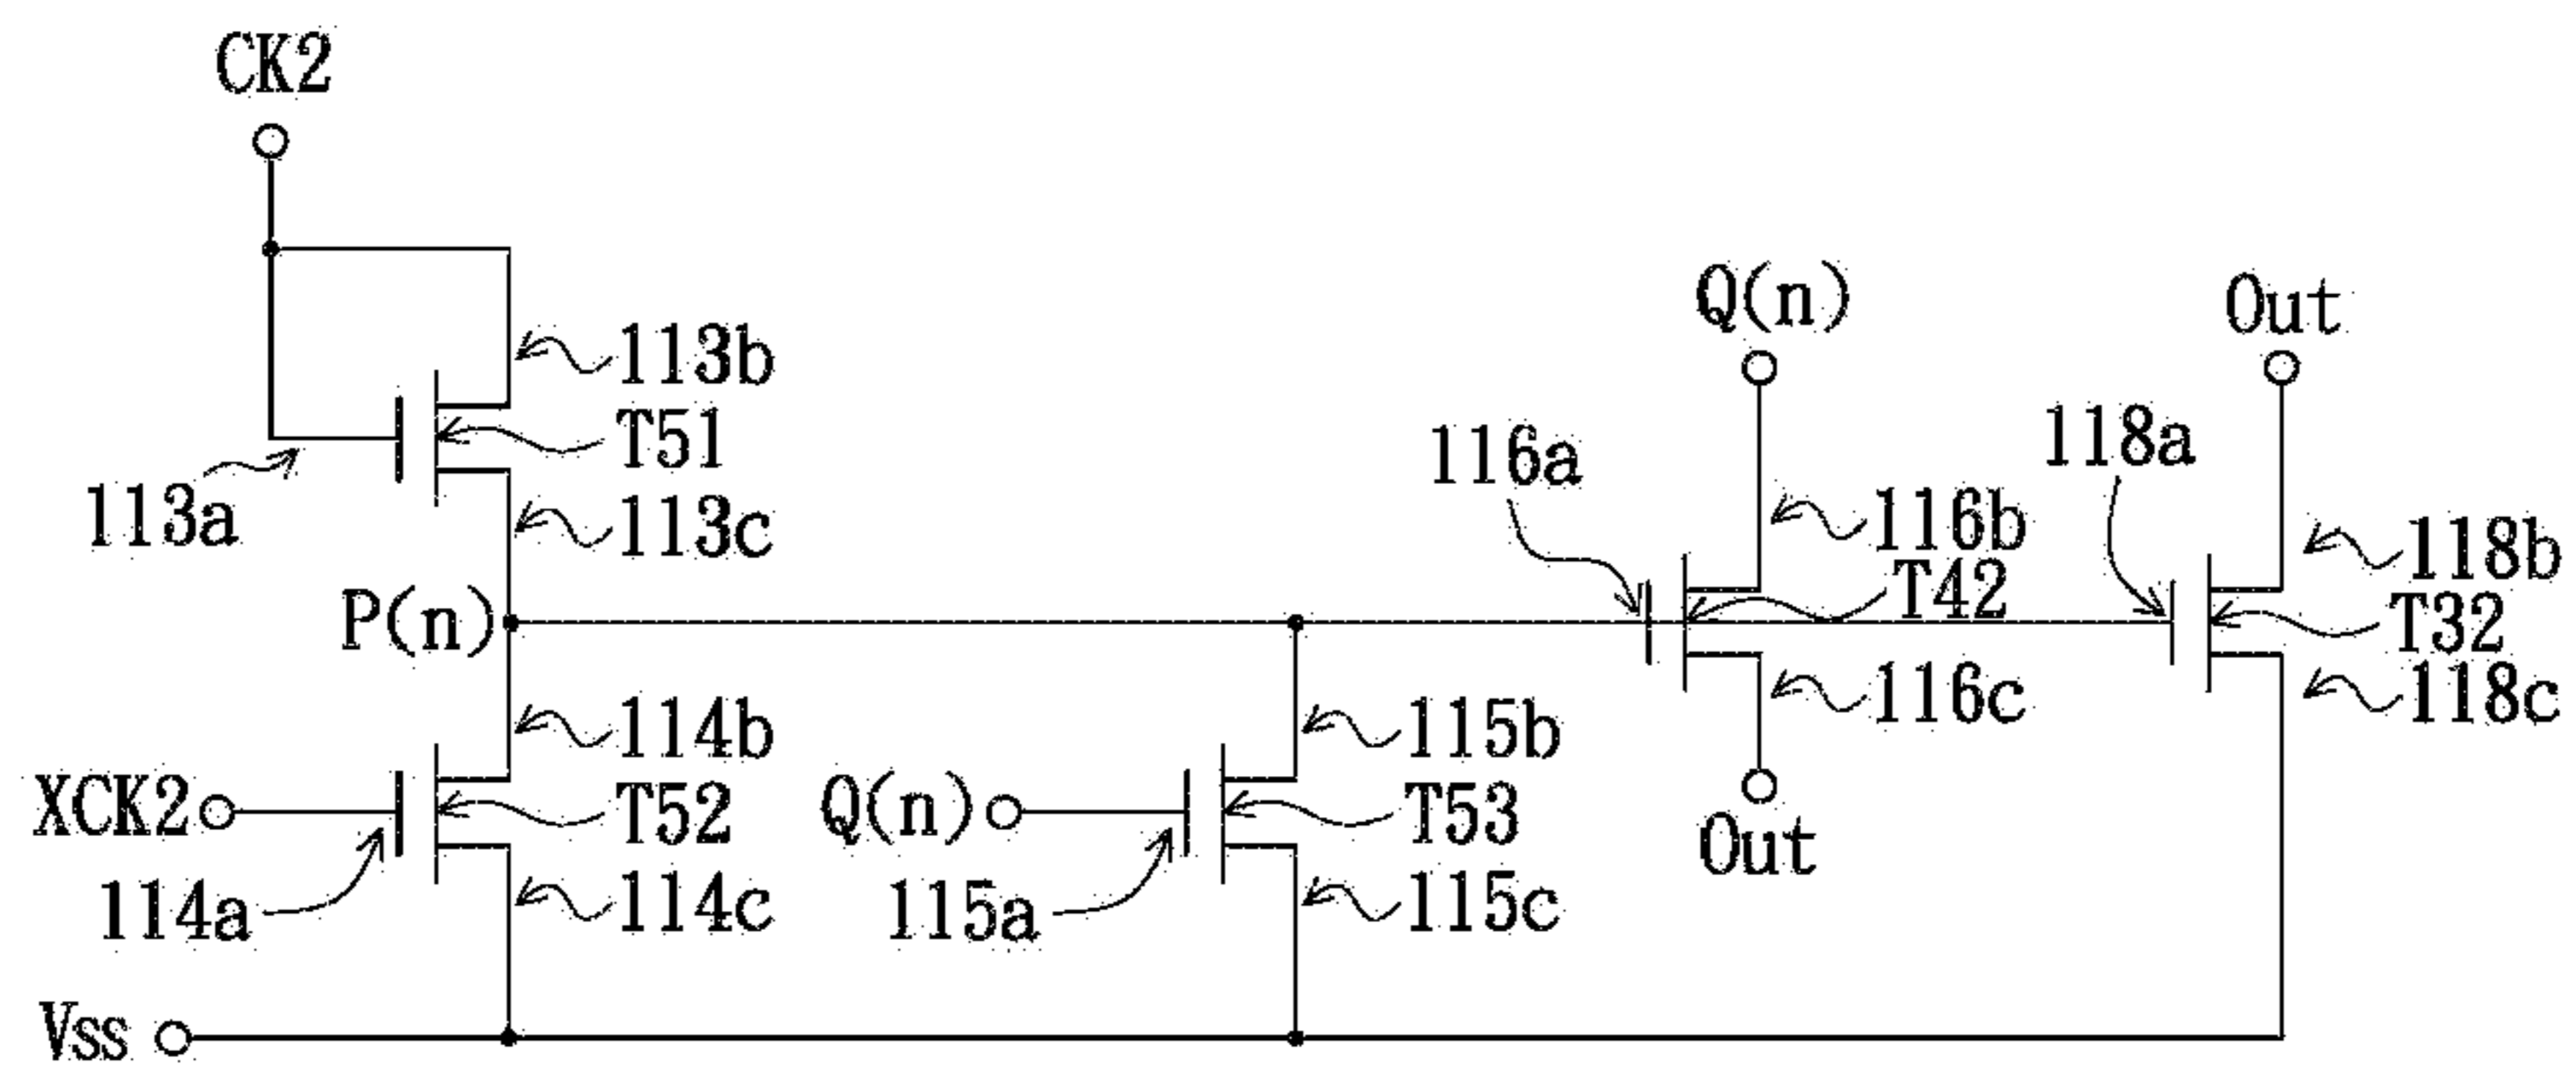 CK2
Q(n)
Out
113b
T51
116a
118a
113a
113c
116b
118b
P(n)
T42
T32
114b
115b
116c
118c
XCK2
T52
Q(n)
T53
Out
114a
114c
115a
115c
Vss